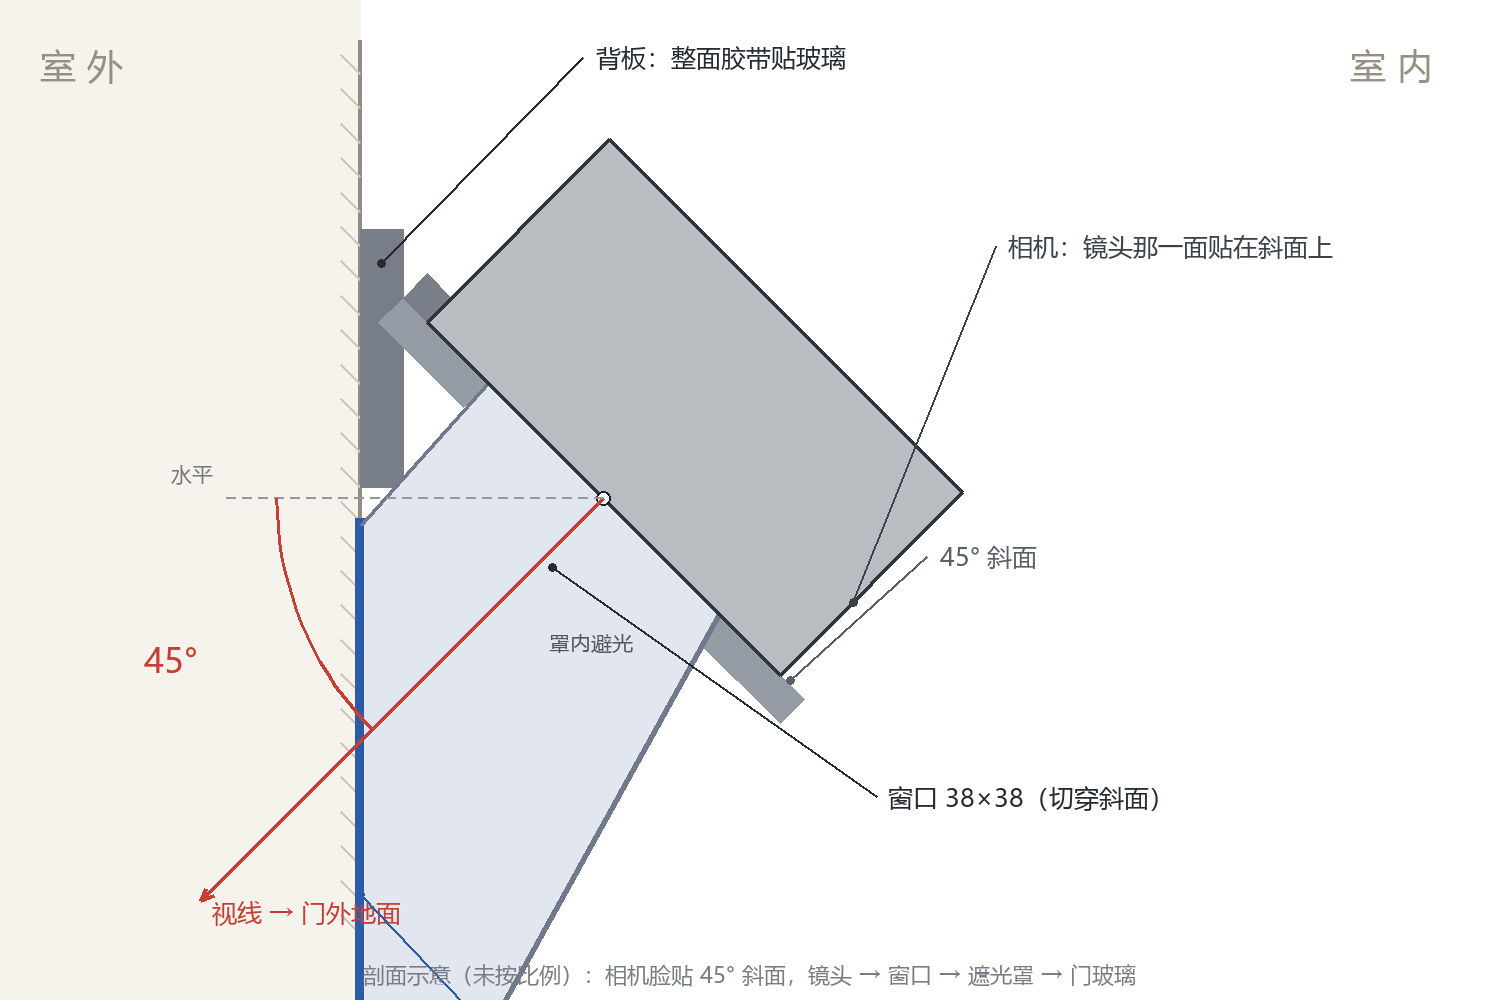 室 外
室 内
背板：整面胶带贴玻璃
相机：镜头那一面贴在斜面上
水平
45° 斜面
罩内避光
45°
窗口 38×38（切穿斜面）
视线 → 门外地面
剖面示意（未按比例）：相机脸贴 45° 斜面，镜头 → 窗口 → 遮光罩 → 门玻璃